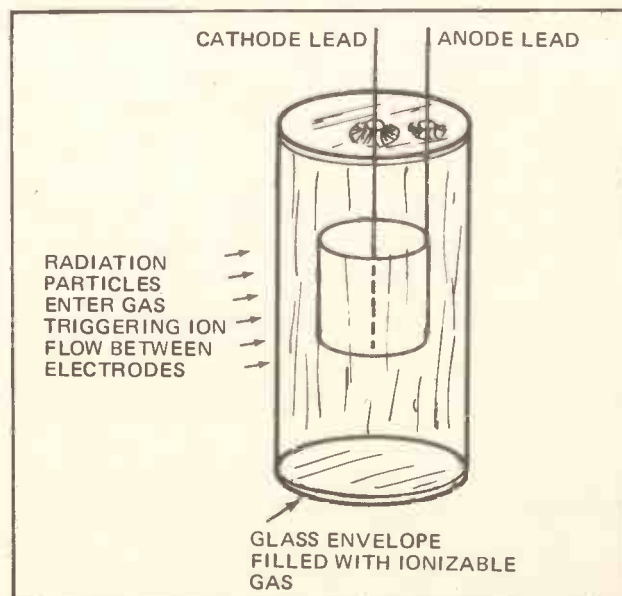 CATHODE LEAD
ANODE LEAD
RADIATION
PARTICLES
ENTER GAS
TRIGGERING ION
FLOW BETWEEN
ELECTRODES
GLASS ENVELOPE
FILLED WITH IONIZABLE
GAS